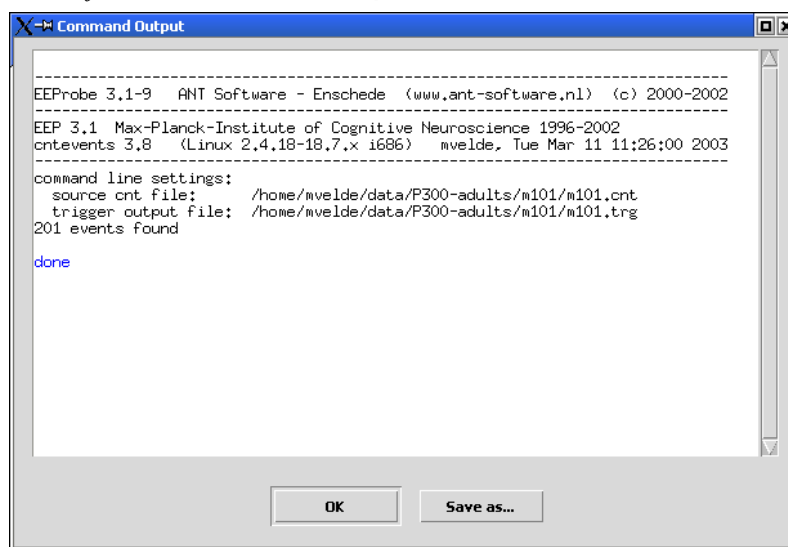 Command Output
--------------------------------------------------------------------------------
EEProbe 3.1-9   ANT Software - Enschede  (www.ant-software.nl)  (c) 2000-2002
--------------------------------------------------------------------------------
EEP 3.1  Max-Planck-Institute of Cognitive Neuroscience 1996-2002
cntevents 3.8   (Linux 2.4.18-18.7.x i686)   mvelde, Tue Mar 11 11:26:00 2003
--------------------------------------------------------------------------------
command line settings:
  source cnt file:      /home/mvelde/data/P300-adults/m101/m101.cnt
  trigger output file:  /home/mvelde/data/P300-adults/m101/m101.trg
201 events found
done
OK
Save as...